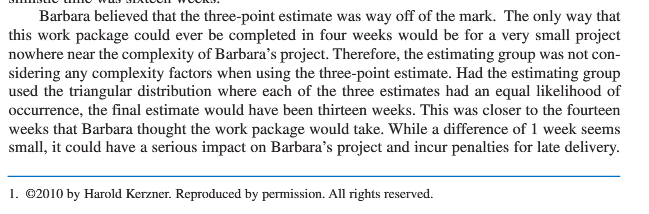 Barbara believed that the three-point estimate was way off of the mark. The only way that
this work package could ever be completed in four weeks would be for a very small project
nowhere near the complexity of Barbara's project. Therefore, the estimating group was not con-
sidering any complexity factors when using the three-point estimate. Had the estimating group
used the triangular distribution where each of the three estimates had an equal likelihood of
occurrence, the final estimate would have been thirteen weeks. This was closer to the fourteen
weeks that Barbara thought the work package would take. While a difference of 1 week seems
small, it could have a serious impact on Barbara's project and incur penalties for late delivery.
1. ©2010 by Harold Kerzner. Reproduced by permission. All rights reserved.